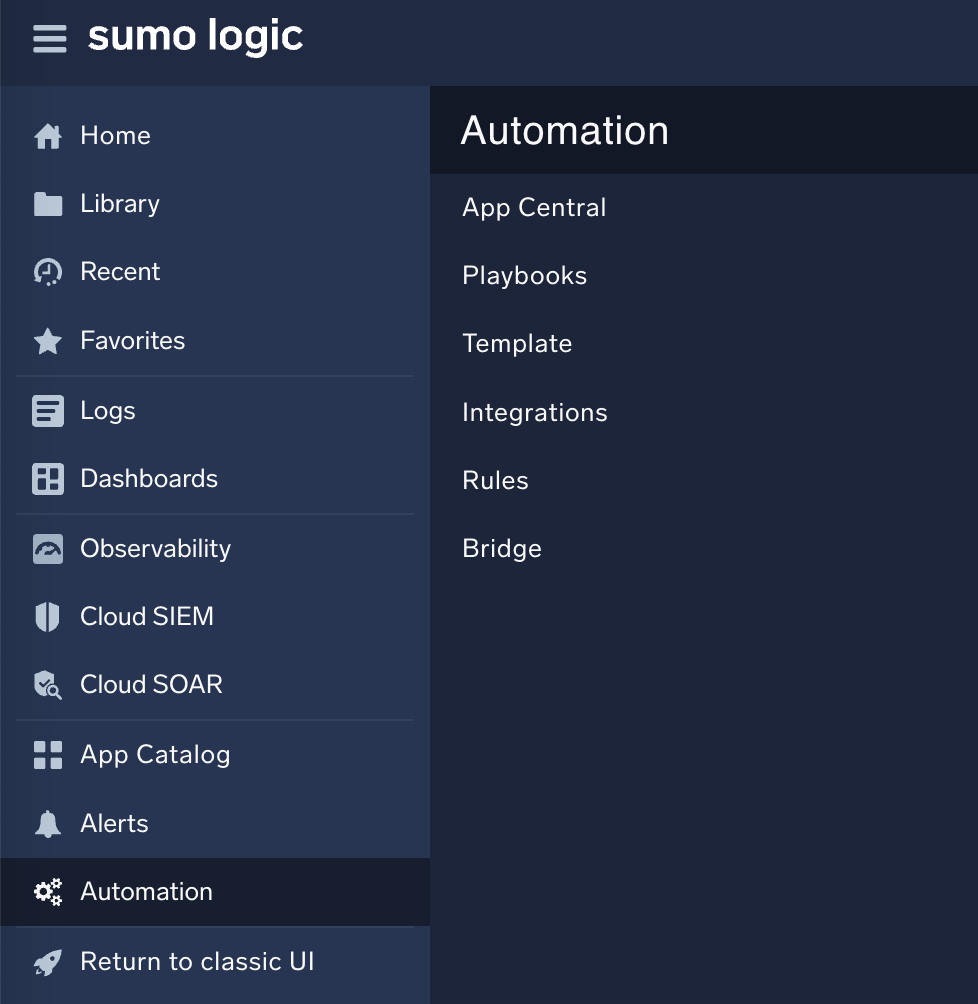 sumo logic
Home
Library
Recent
Favorites
Logs
Dashboards
Observability
Cloud SIEM
Cloud SOAR
App Catalog
Alerts
Automation
Return to classic UI
Automation
App Central
Playbooks
Template
Integrations
Rules
Bridge